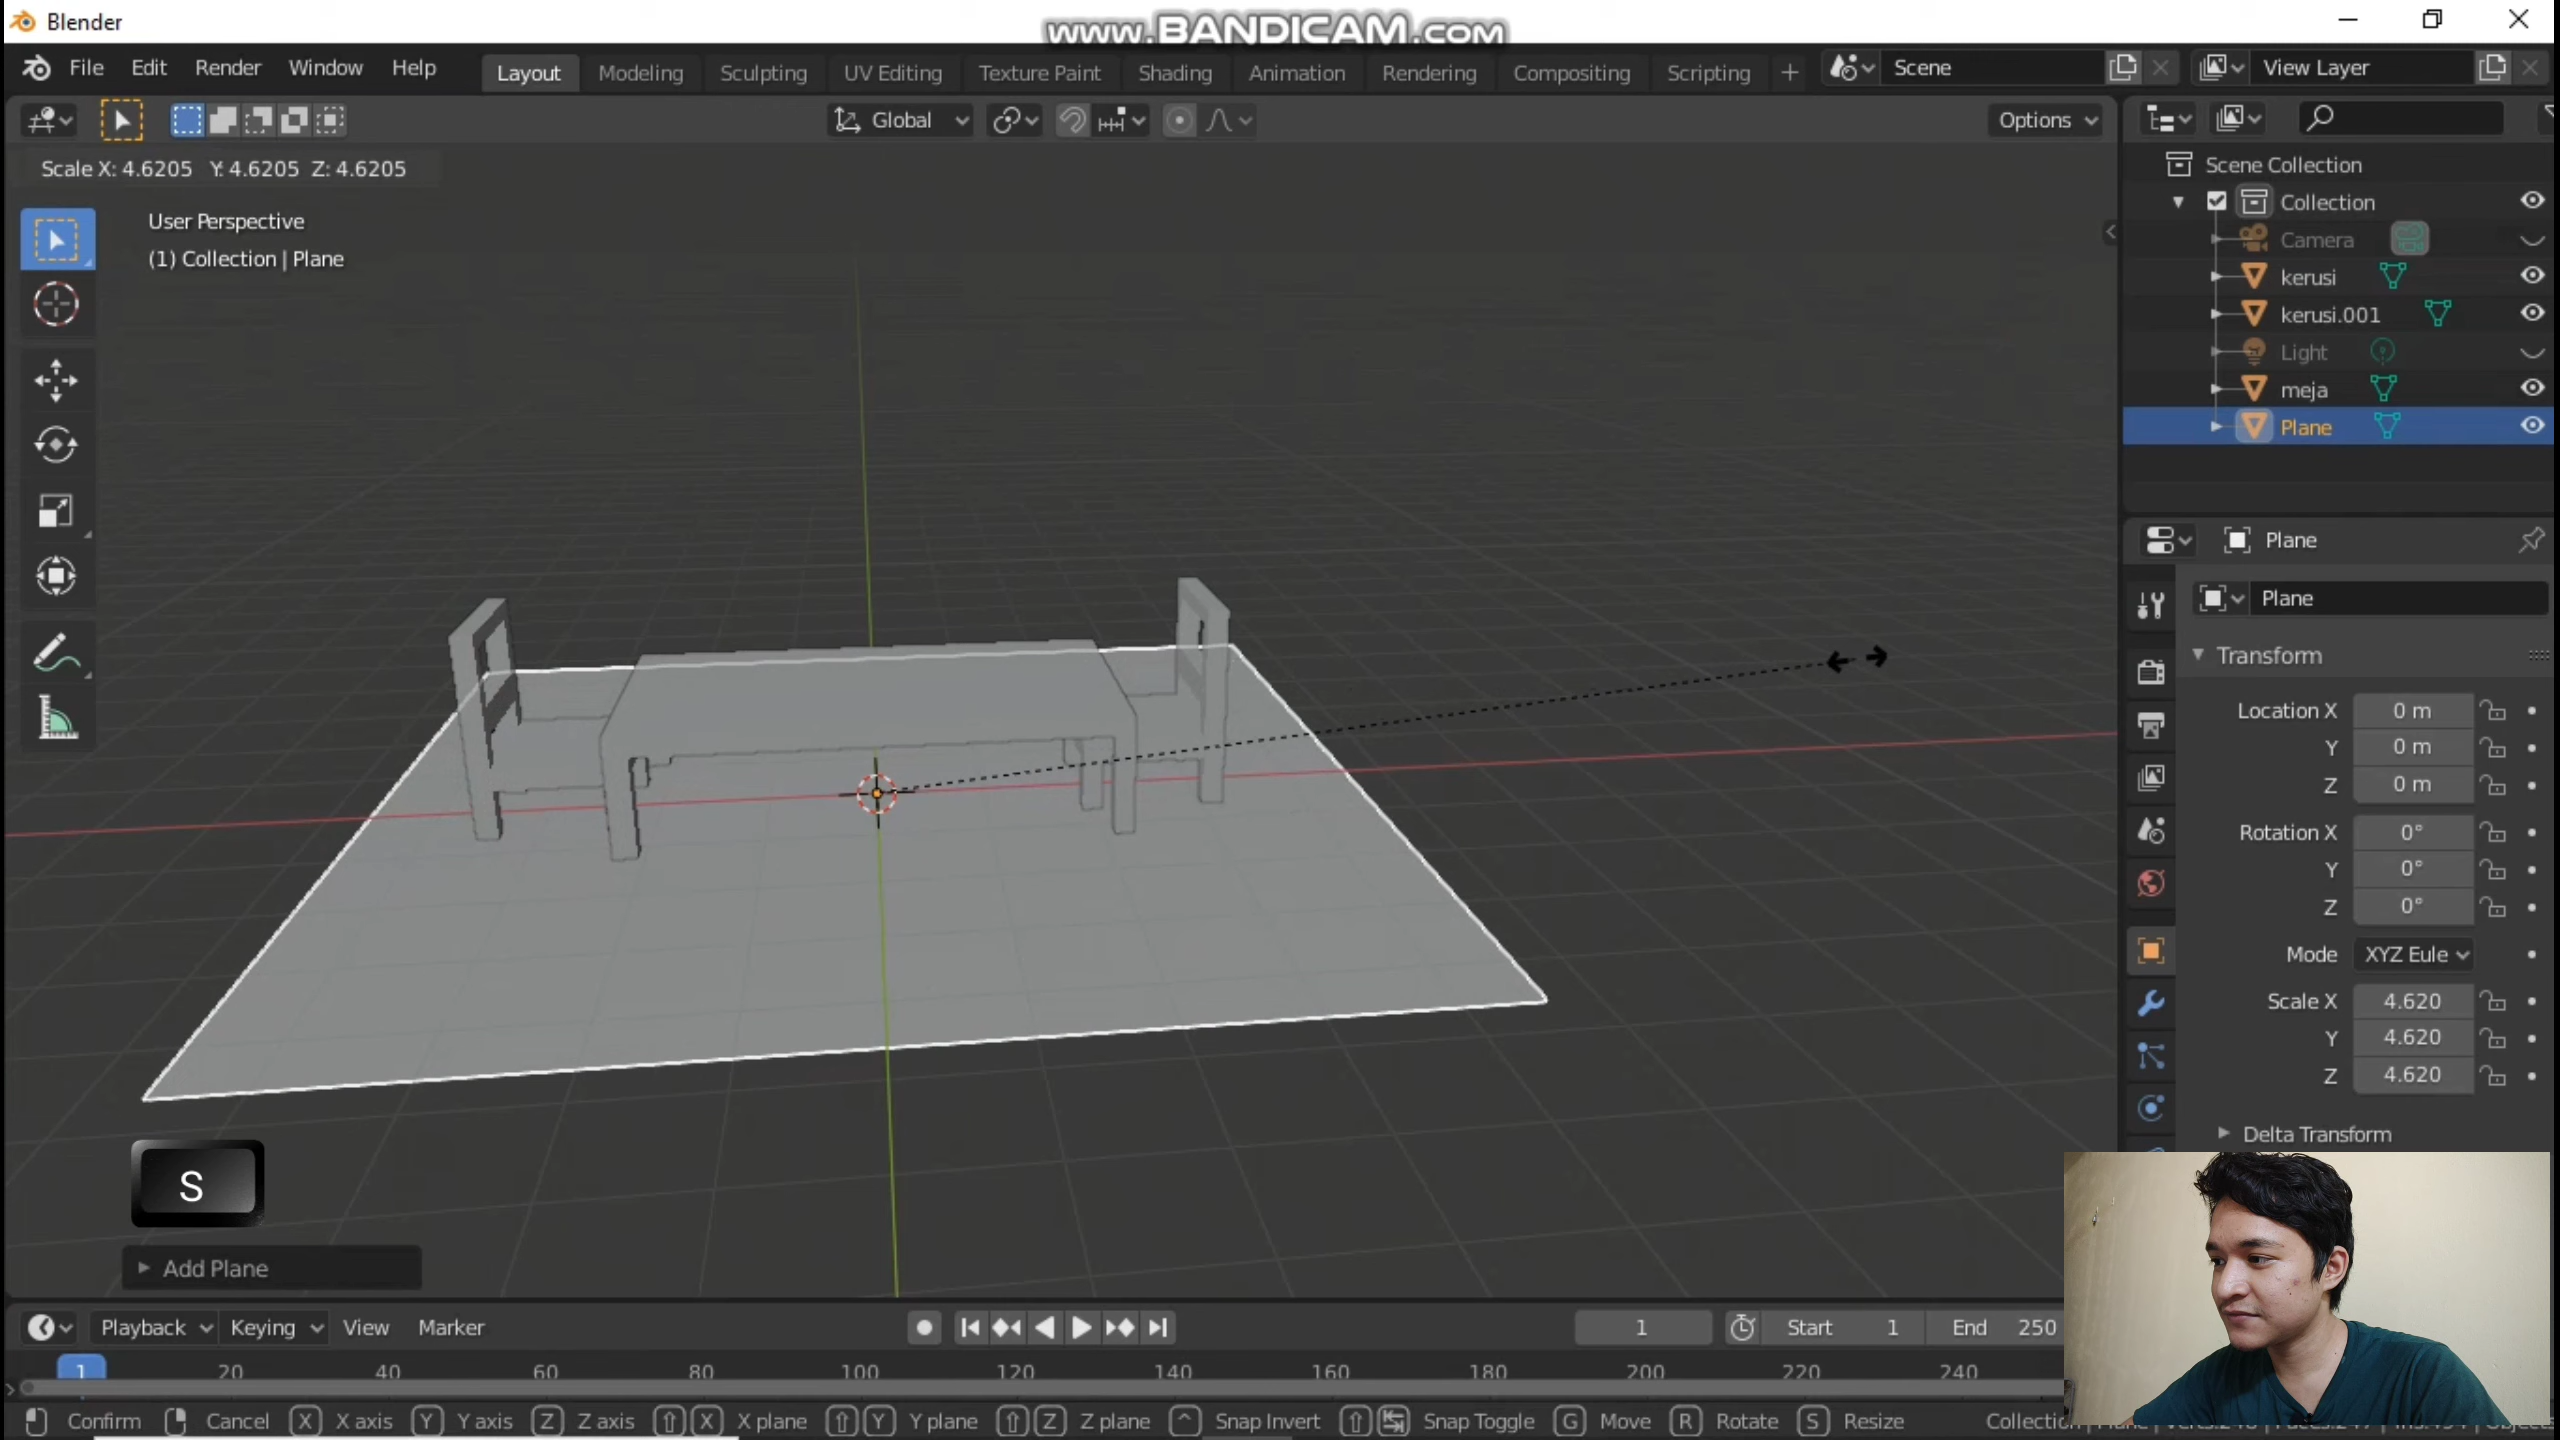 Blender
www.BANDICAM.com
File Edit Render Window Help Layout Modeling Sculpting UV Editing Texture Paint Shading Animation Rendering Compositing Scripting + Scene View Layer
Global Options
Scale X: 4.6205 Y: 4.6205 Z: 4.6205
User Perspective
(1) Collection | Plane
Scene Collection
Collection
Camera
kerusi
kerusi.001
Light
meja
Plane
Plane
Plane
Transform
Location X 0 m
Y 0 m
Z 0 m
Rotation X 0°
Y 0°
Z 0°
Mode XYZ Eule
Scale X 4.620
Y 4.620
Z 4.620
Delta Transform
S
Add Plane
Playback Keying View Marker 1 Start 1 End 250
1 20 40 60 80 100 120 140 160 180 200 220 240
Confirm Cancel X X axis Y Y axis Z Z axis X X plane Y Y plane Z Z plane Snap Invert Snap Toggle G Move R Rotate S Resize